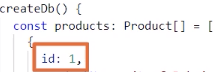 createDb() {
const products: Product[] = [
{
id: 1,